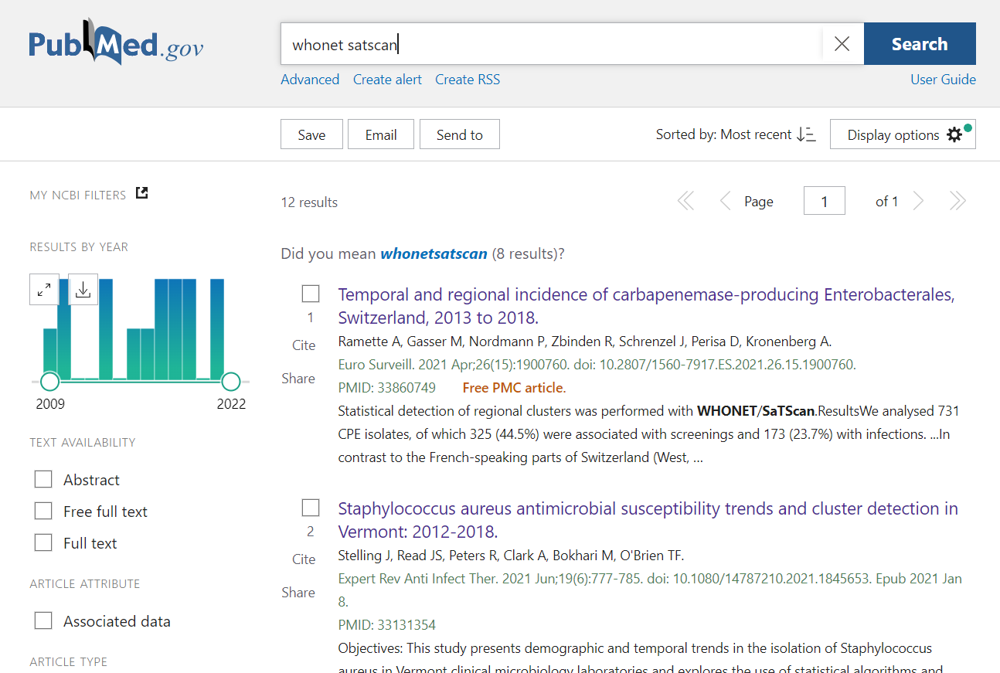 PubMed.gov
whonet satscan
Search
Advanced Create alert Create RSS
User Guide
Save Email Send to
Sorted by: Most recent
Display options
MY NCBI FILTERS
12 results
Page 1 of 1
RESULTS BY YEAR
2009 2022
TEXT AVAILABILITY
Abstract
Free full text
Full text
ARTICLE ATTRIBUTE
Associated data
ARTICLE TYPE
Did you mean whonetsatscan (8 results)?
1
Cite
Share
Temporal and regional incidence of carbapenemase-producing Enterobacterales,
Switzerland, 2013 to 2018.
Ramette A, Gasser M, Nordmann P, Zbinden R, Schrenzel J, Perisa D, Kronenberg A.
Euro Surveill. 2021 Apr;26(15):1900760. doi: 10.2807/1560-7917.ES.2021.26.15.1900760.
PMID: 33860749 Free PMC article.
Statistical detection of regional clusters was performed with WHONET/SaTScan.ResultsWe analysed 731
CPE isolates, of which 325 (44.5%) were associated with screenings and 173 (23.7%) with infections. ...In
contrast to the French-speaking parts of Switzerland (West, ...
2
Cite
Share
Staphylococcus aureus antimicrobial susceptibility trends and cluster detection in
Vermont: 2012-2018.
Stelling J, Read JS, Peters R, Clark A, Bokhari M, O'Brien TF.
Expert Rev Anti Infect Ther. 2021 Jun;19(6):777-785. doi: 10.1080/14787210.2021.1845653. Epub 2021 Jan
8.
PMID: 33131354
Objectives: This study presents demographic and temporal trends in the isolation of Staphylococcus
aureus in Vermont clinical microbiology laboratories and explores the use of statistical algorithms and